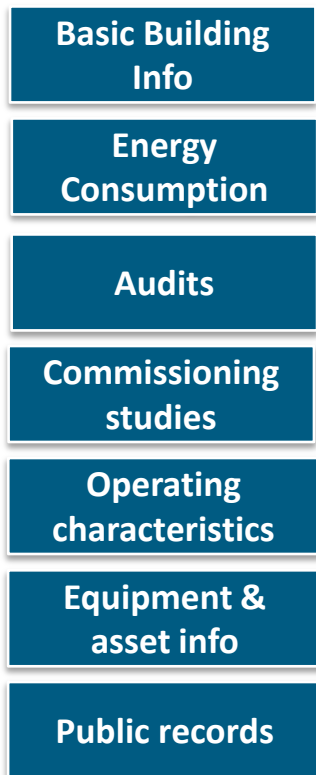 Basic Building
Info
Energy
Consumption
Audits
Commissioning
studies
Operating
characteristics
Equipment &
asset info
Public records